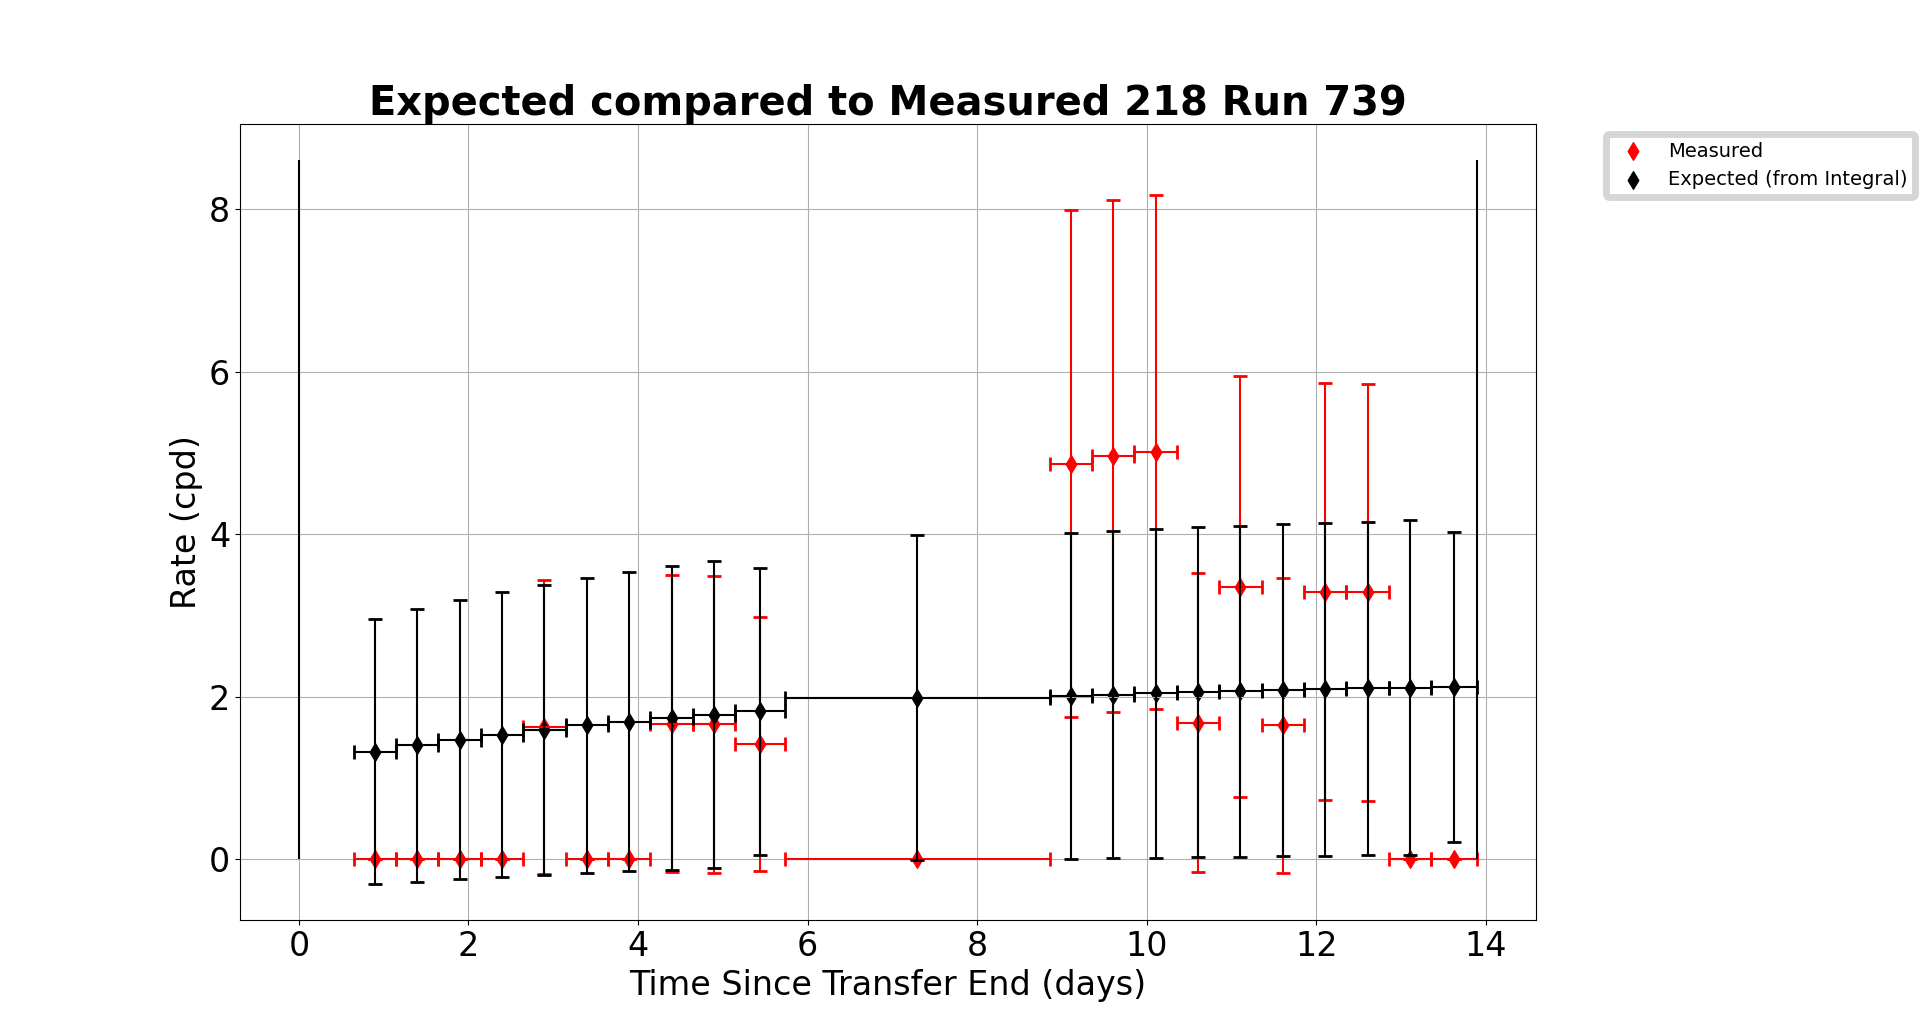 Expected compared to Measured 218 Run 739
Measured
Expected (from Integral)
8
6
4
2
0
Rate (cpd)
0 2 4 6 8 10 12 14
Time Since Transfer End (days)